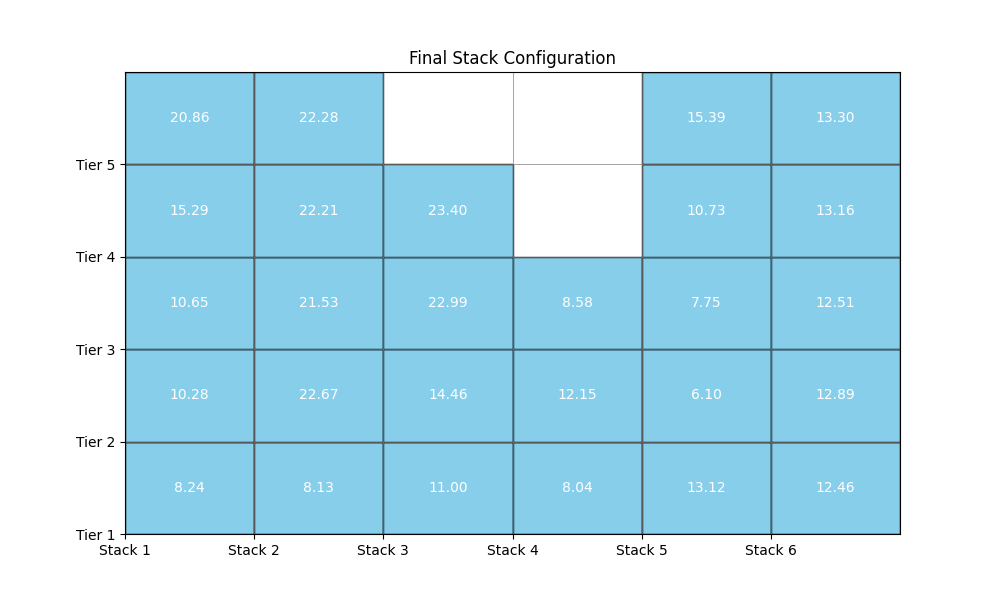 Final Stack Configuration
20.86 22.28 15.39 13.30
Tier 5
15.29 22.21 23.40 10.73 13.16
Tier 4
10.65 21.53 22.99 8.58 7.75 12.51
Tier 3
10.28 22.67 14.46 12.15 6.10 12.89
Tier 2
8.24 8.13 11.00 8.04 13.12 12.46
Tier 1
Stack 1 Stack 2 Stack 3 Stack 4 Stack 5 Stack 6